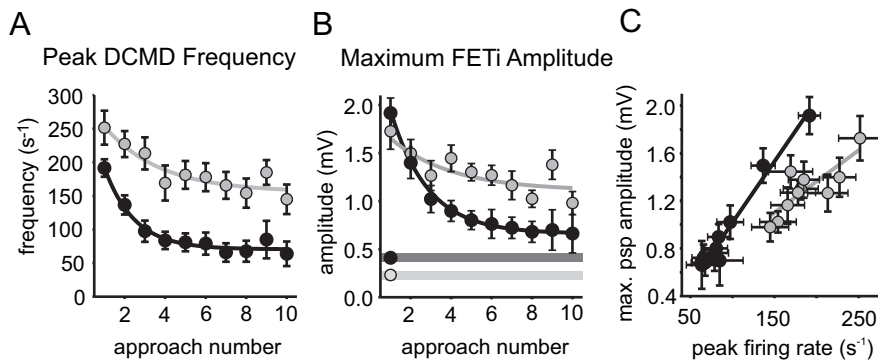 A
Peak DCMD Frequency
frequency (s-1)
300
250
200
150
100
50
0
2 4 6 8 10
approach number
B
Maximum FETi Amplitude
amplitude (mV)
2.0
1.5
1.0
0.5
0.0
2 4 6 8 10
approach number
C
max. psp amplitude (mV)
2.0
1.6
1.2
0.8
0.4
50 150 250
peak firing rate (s-1)